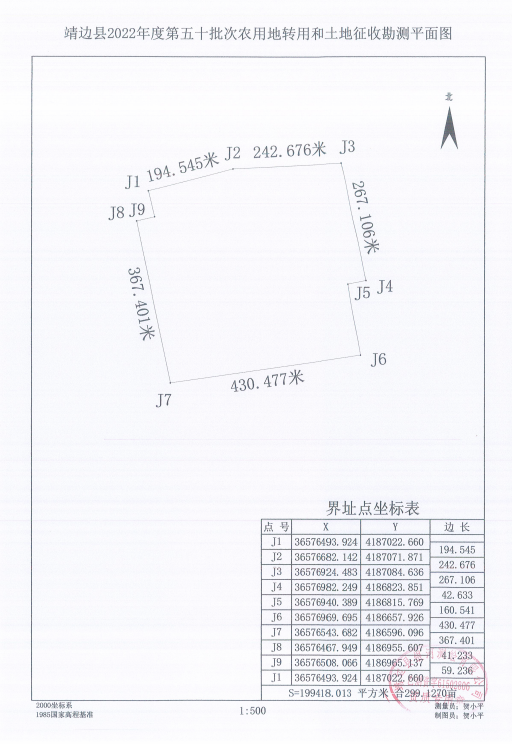 靖边县2022年度第五十批次农用地转用和土地征收勘测平面图
北
J1
194.545米
J2
242.676米
J3
J8
J9
267.106米
367.401米
J5
J4
J6
430.477米
J7
界址点坐标表
点 号 X Y 边 长
J1 36576493.924 4187022.660
194.545
J2 36576682.142 4187071.871
242.676
J3 36576924.483 4187084.636
267.106
J4 36576982.249 4186823.851
42.633
J5 36576940.389 4186815.769
160.541
J6 36576969.695 4186657.926
430.477
J7 36576543.682 4186596.096
367.401
J8 36576467.949 4186955.607
41.233
J9 36576508.066 4186965.137
59.236
J1 36576493.924 4187022.660
S=199418.013 平方米 合299.1270亩
2000坐标系
1985国家高程基准
1:500
测量员：贺小平
制图员：贺小平